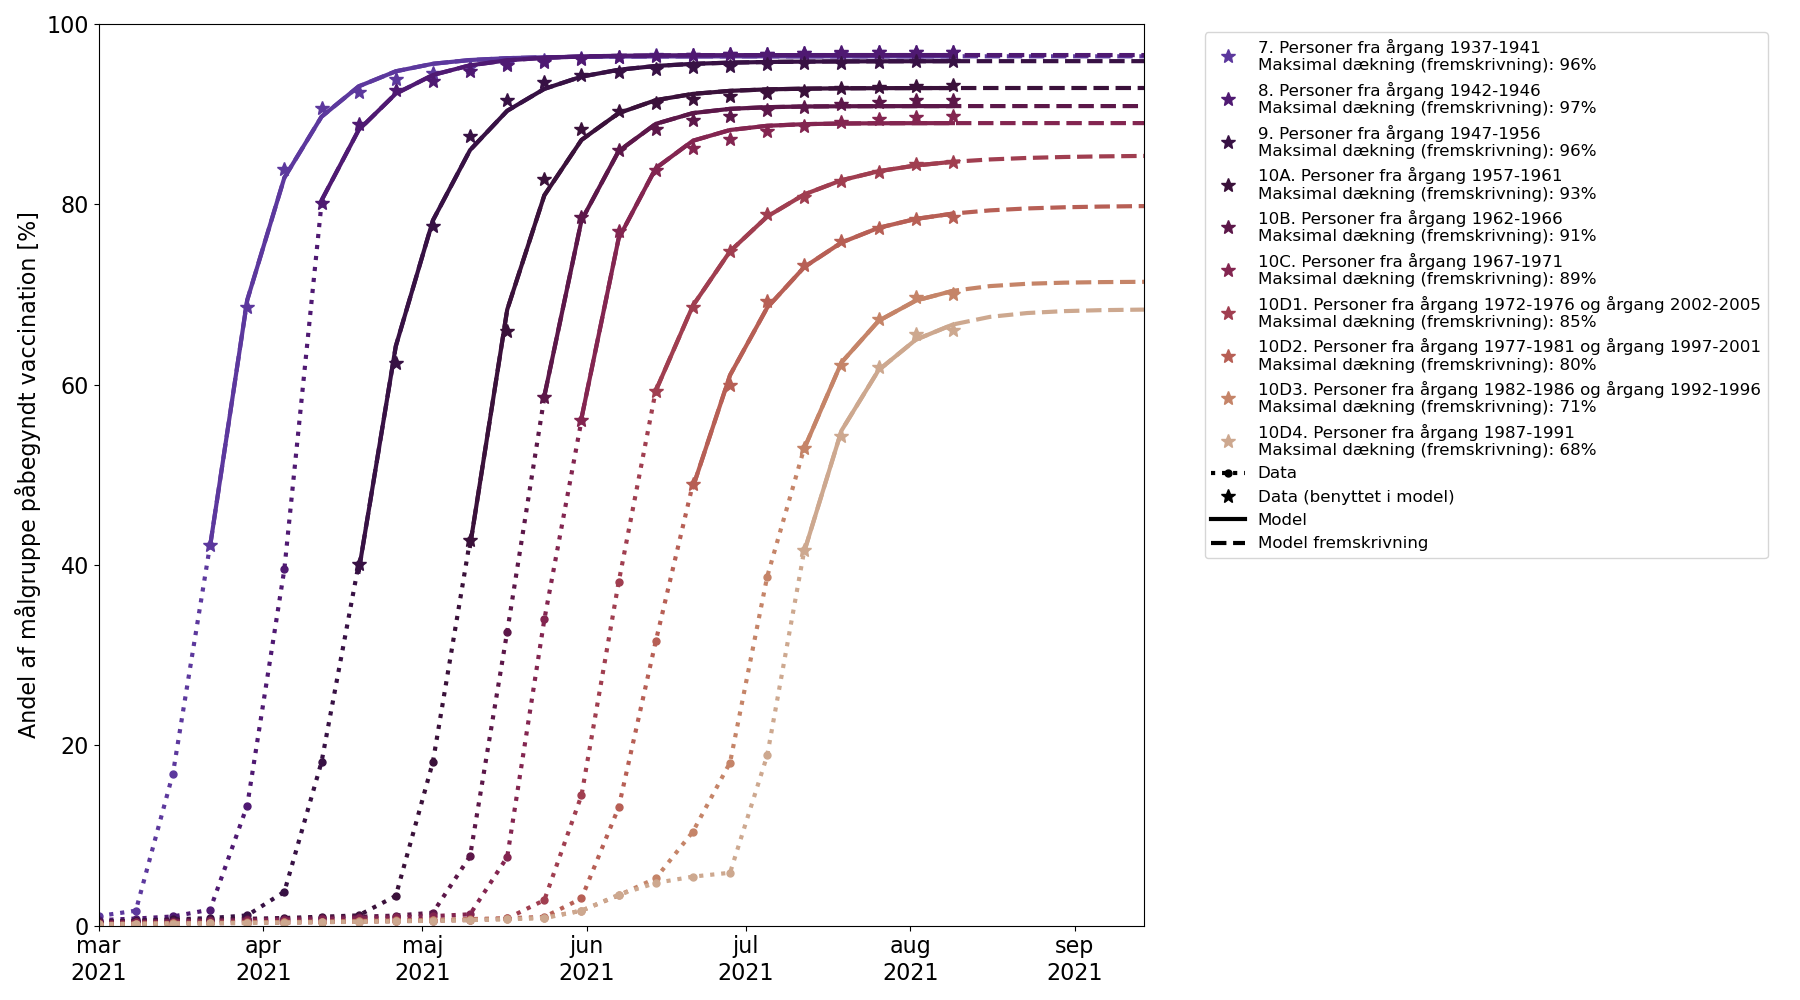 100
80
60
40
20
0
Andel af målgruppe påbegyndt vaccination [%]
mar
2021
apr
2021
maj
2021
jun
2021
jul
2021
aug
2021
sep
2021
7. Personer fra årgang 1937-1941
Maksimal dækning (fremskrivning): 96%
8. Personer fra årgang 1942-1946
Maksimal dækning (fremskrivning): 97%
9. Personer fra årgang 1947-1956
Maksimal dækning (fremskrivning): 96%
10A. Personer fra årgang 1957-1961
Maksimal dækning (fremskrivning): 93%
10B. Personer fra årgang 1962-1966
Maksimal dækning (fremskrivning): 91%
10C. Personer fra årgang 1967-1971
Maksimal dækning (fremskrivning): 89%
10D1. Personer fra årgang 1972-1976 og årgang 2002-2005
Maksimal dækning (fremskrivning): 85%
10D2. Personer fra årgang 1977-1981 og årgang 1997-2001
Maksimal dækning (fremskrivning): 80%
10D3. Personer fra årgang 1982-1986 og årgang 1992-1996
Maksimal dækning (fremskrivning): 71%
10D4. Personer fra årgang 1987-1991
Maksimal dækning (fremskrivning): 68%
Data
Data (benyttet i model)
Model
Model fremskrivning